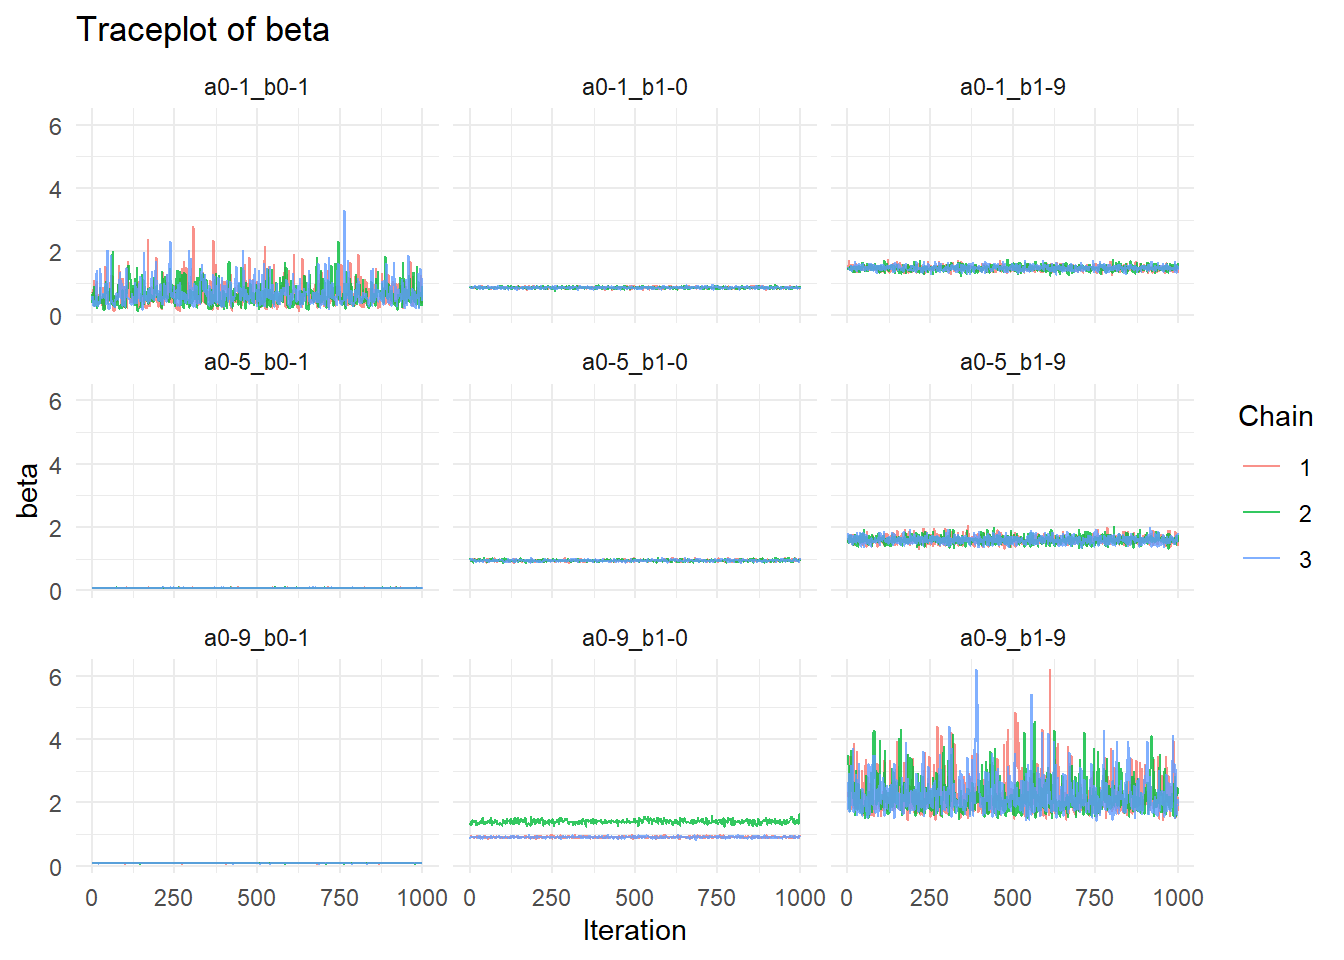 Traceplot of beta
a0-1_b0-1 a0-1_b1-0 a0-1_b1-9
6
4
2
0
0 250 500 750 1000 0 250 500 750 1000 0 250 500 750 1000
a0-5_b0-1 a0-5_b1-0 a0-5_b1-9
6
4
2
0
beta
a0-9_b0-1 a0-9_b1-0 a0-9_b1-9
6
4
2
0
Iteration
Chain
1
2
3